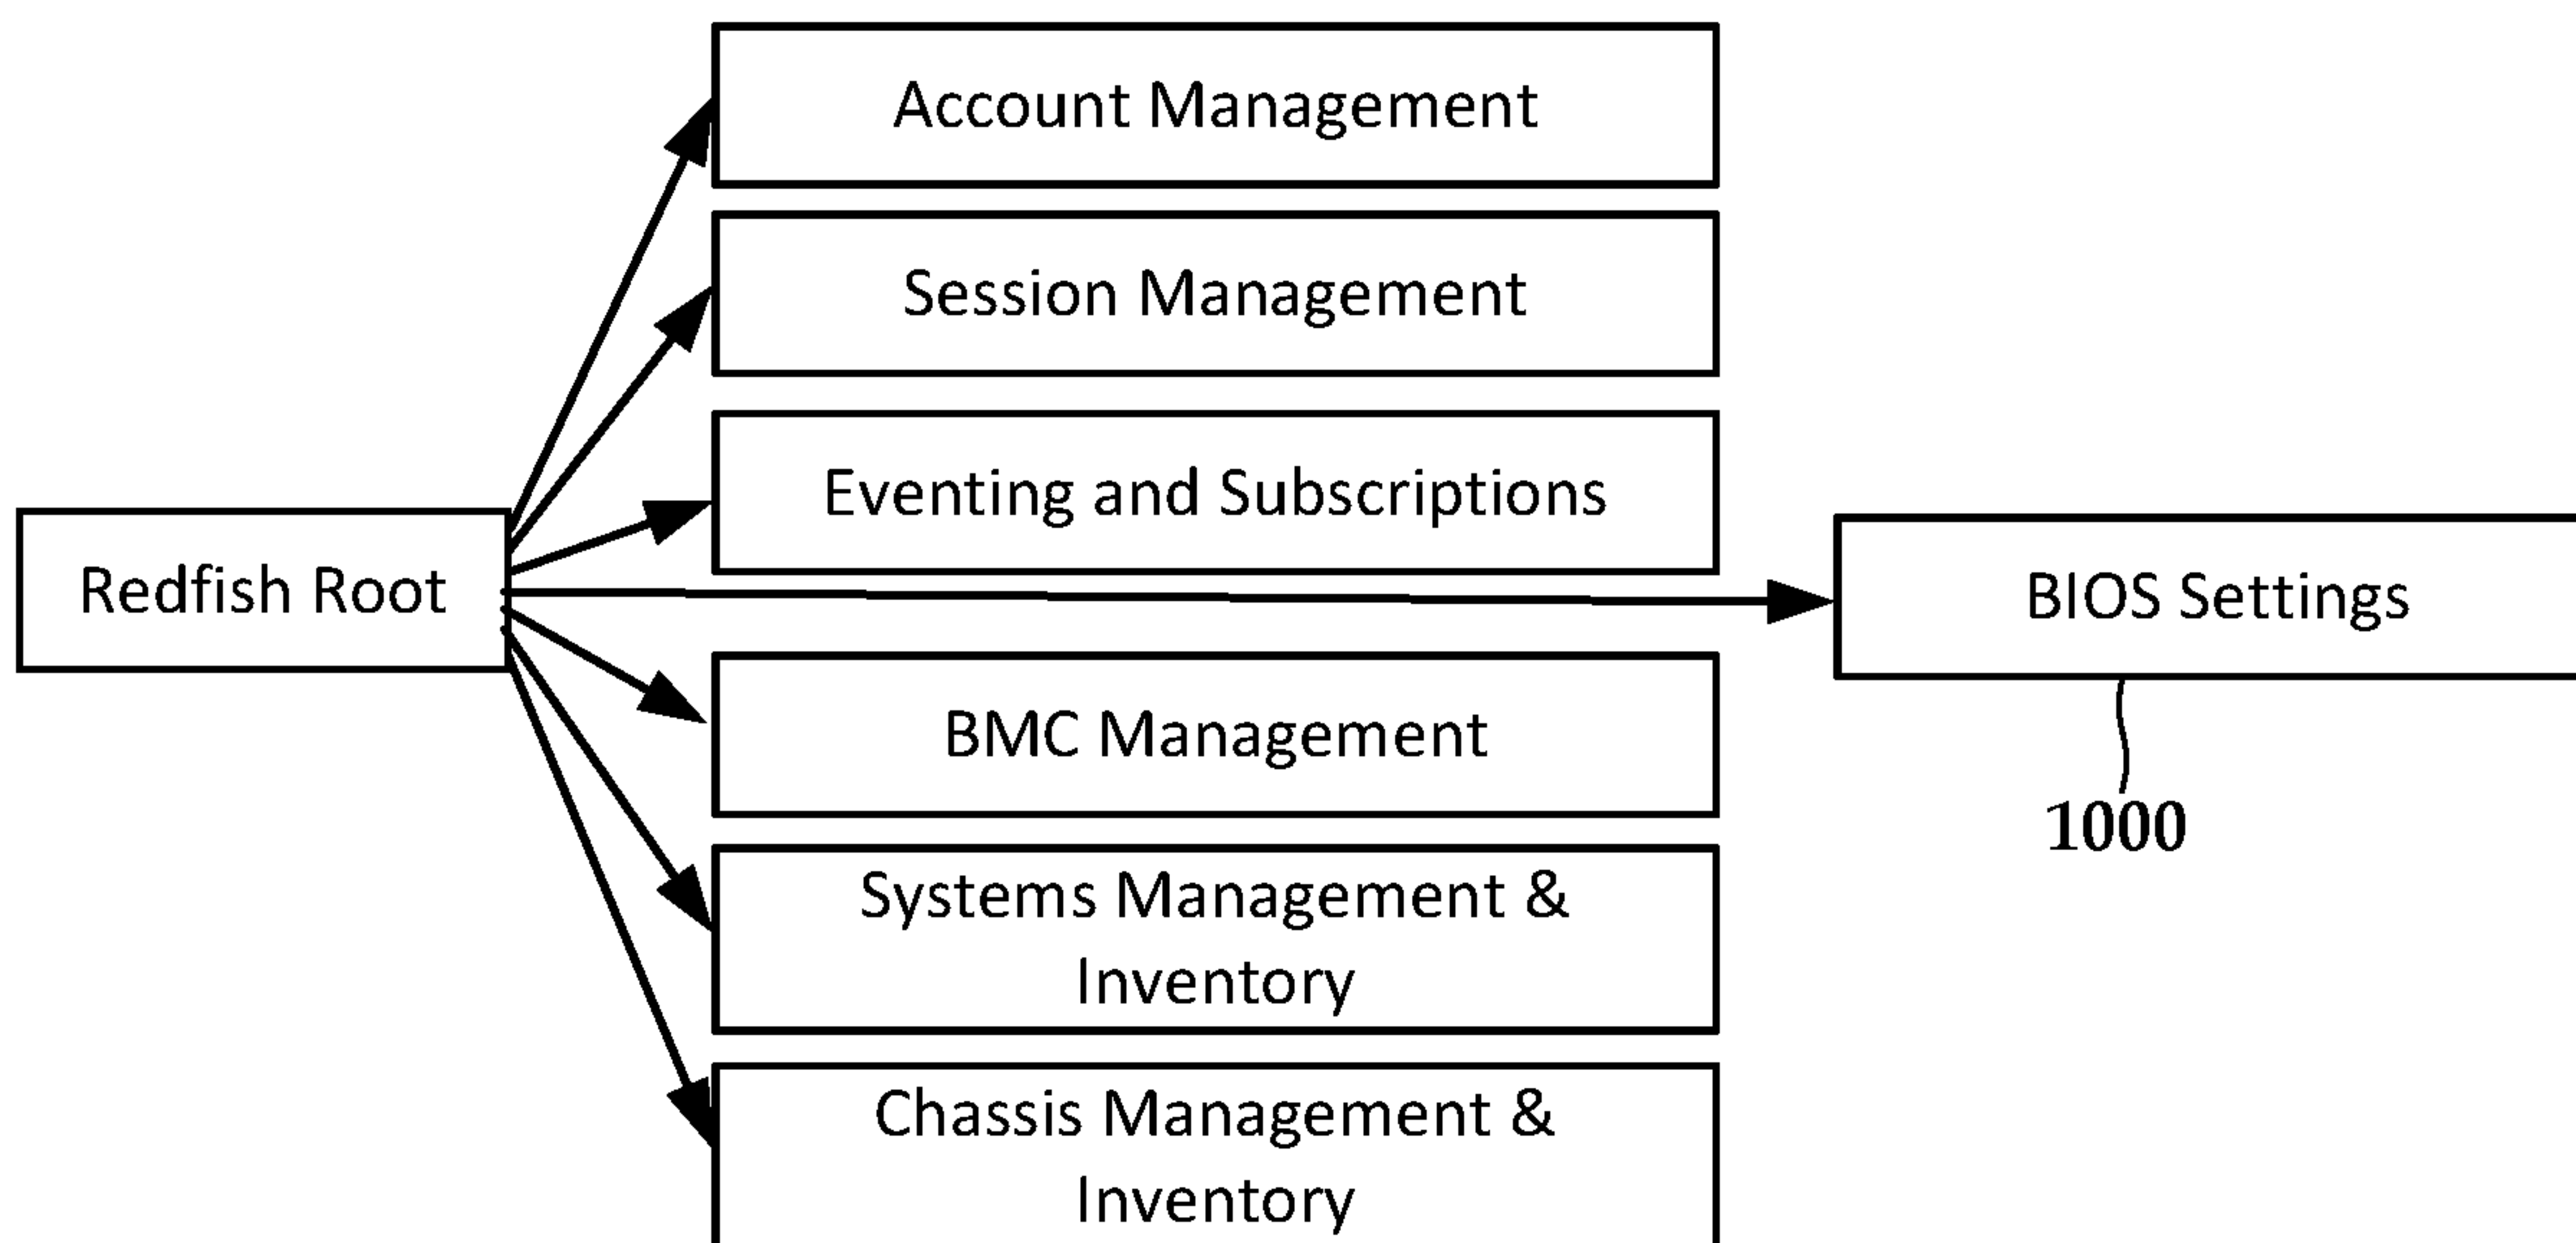 Account Management
Session Management
Eventing and Subscriptions
Redfish Root
BIOS Settings
BMC Management
1000
Systems Management &
Inventory
Chassis Management &
Inventory